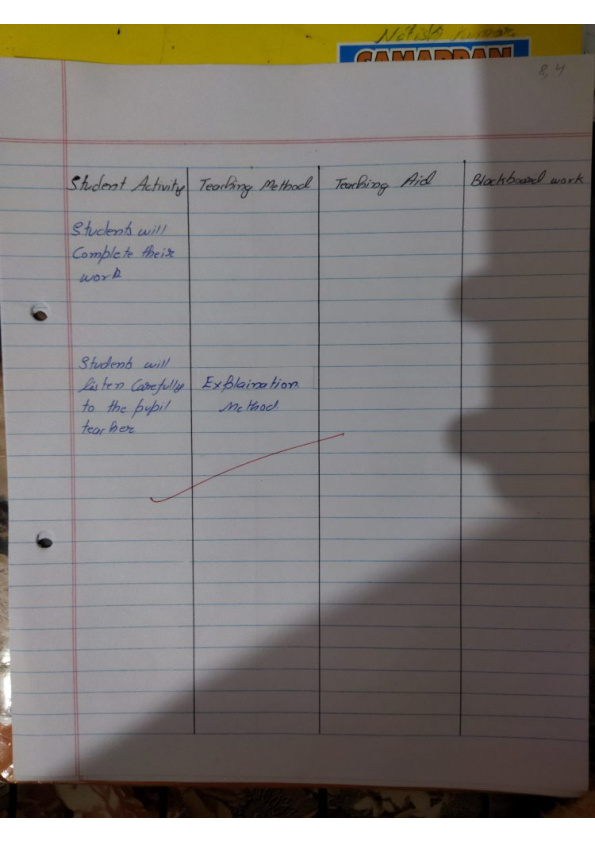 Nitish Kumar
SAMARPAN
8,4
Student Activity Teaching Method Teaching Aid Blackboard work
Students will
Complete their
work
Students will
listen Carefully Explaination
to the pupil Method
teacher